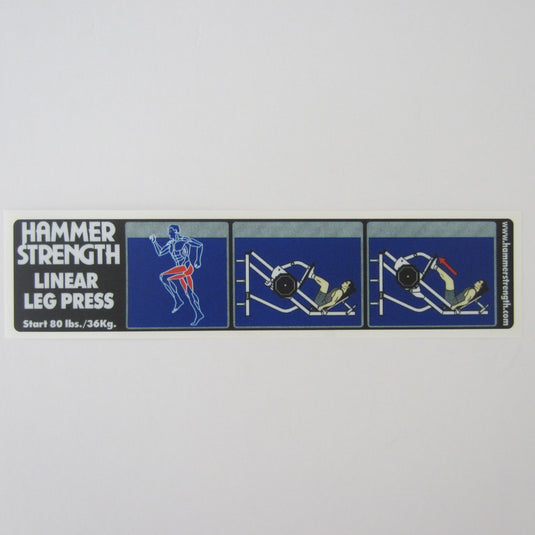 HAMMER
STRENGTH
LINEAR
LEG PRESS
Start 80 lbs./36Kg.
www.hammerstrength.com